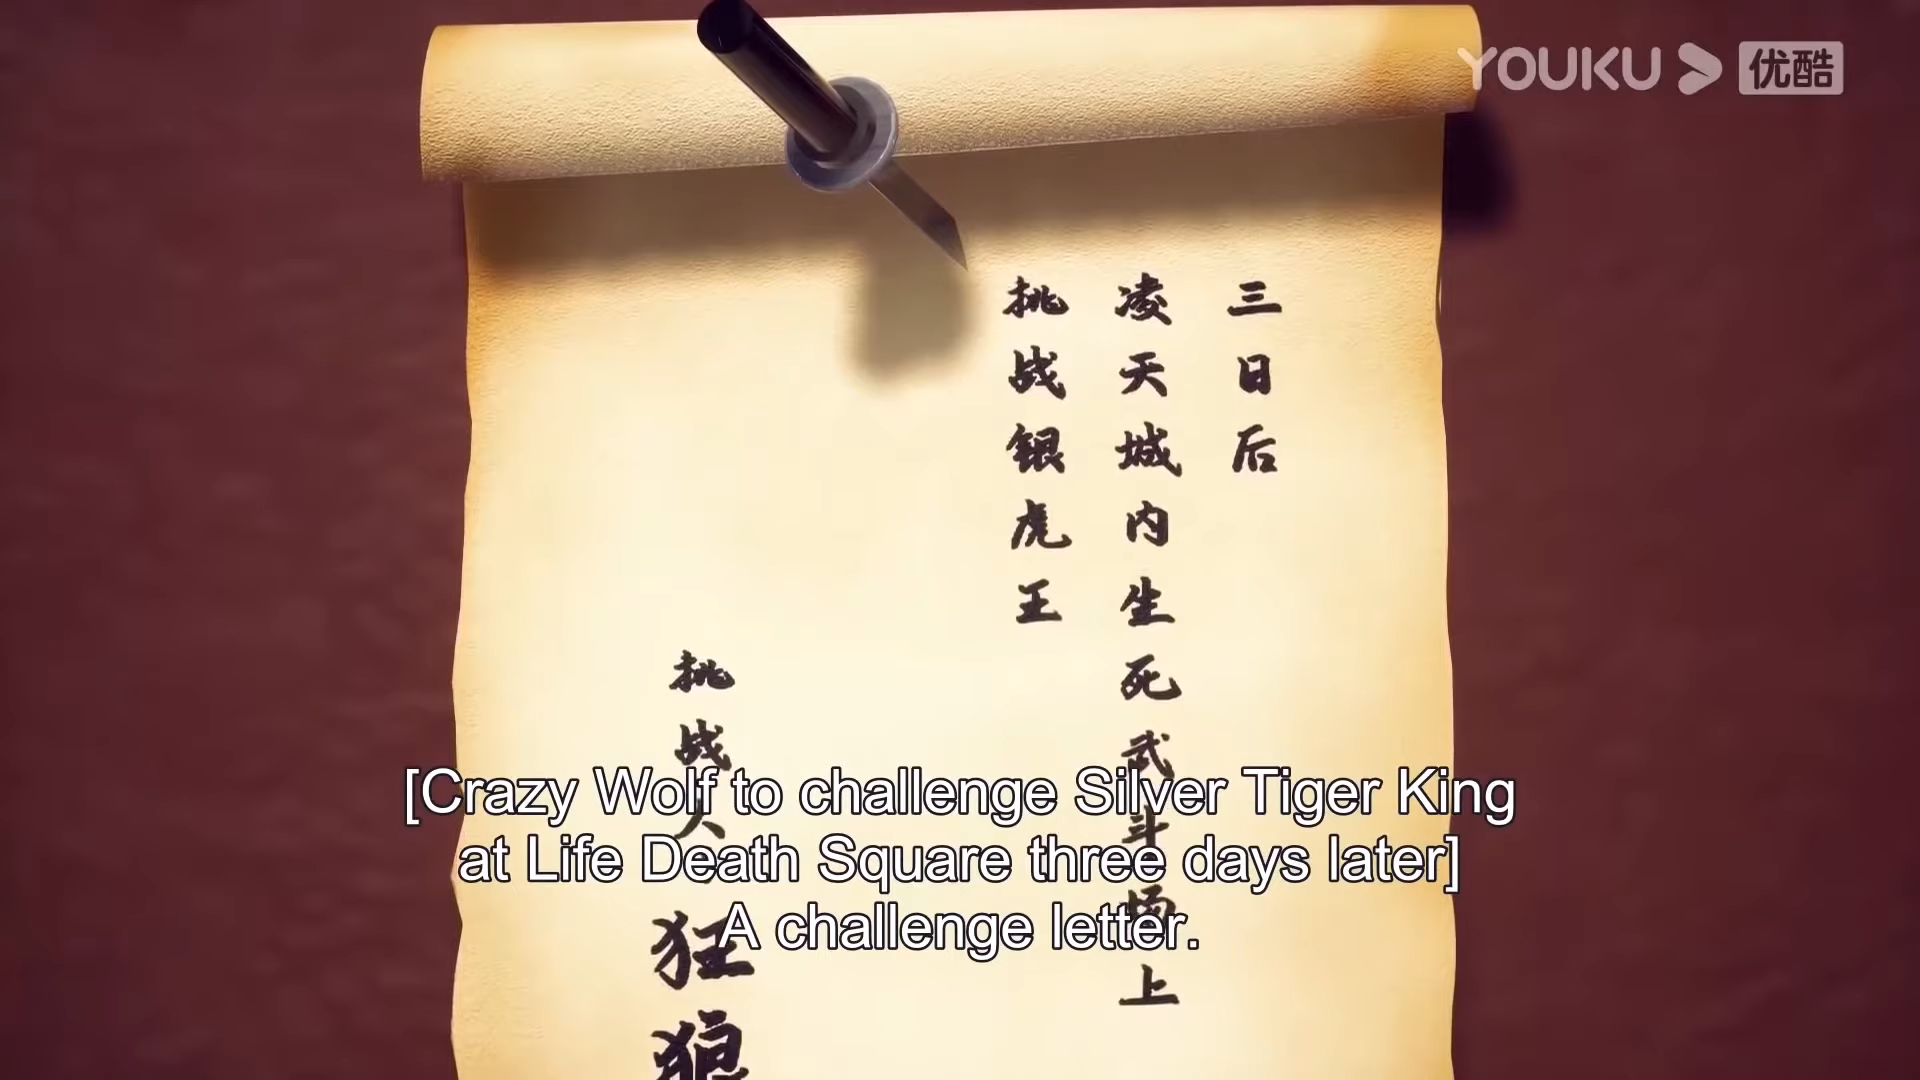 YOUKU 优酷
三日后
凌天城内生死武斗场上
挑战银虎王
挑战人
狂狼
[Crazy Wolf to challenge Silver Tiger King
at Life Death Square three days later]
A challenge letter.